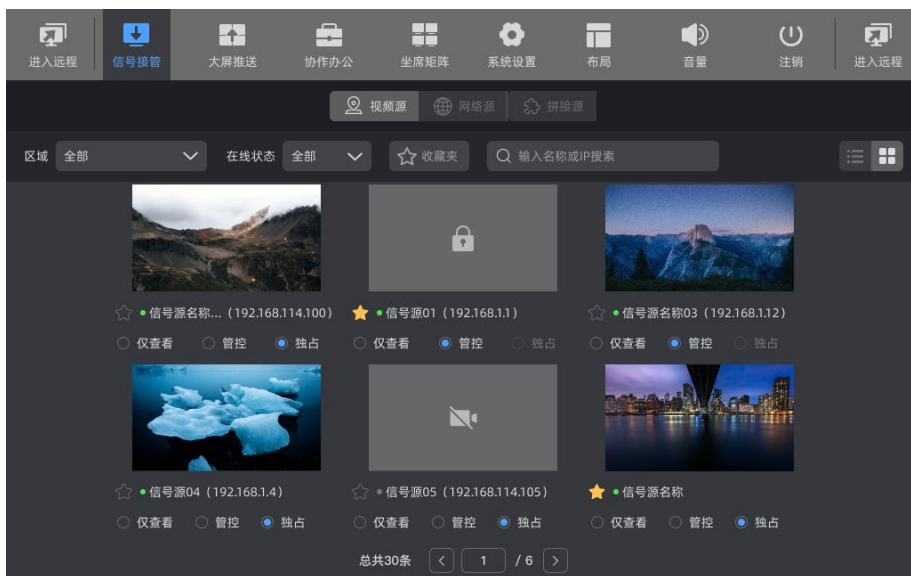 进入远程 信号接管 大屏推送 协作办公 坐席矩阵 系统设置 布局 音量 注销 进入远程
视频源 网络源 拼接源
区域 全部 在线状态 全部 收藏夹 输入名称或IP搜索
信号源名称... (192.168.114.100) 信号源01 (192.168.1.1) 信号源名称03 (192.168.1.12)
仅查看 管控 独占 仅查看 管控 独占 仅查看 管控 独占
信号源04 (192.168.1.4) 信号源05 (192.168.114.105) 信号源名称
仅查看 管控 独占 仅查看 管控 独占 仅查看 管控 独占
总共30条 < 1 / 6 >